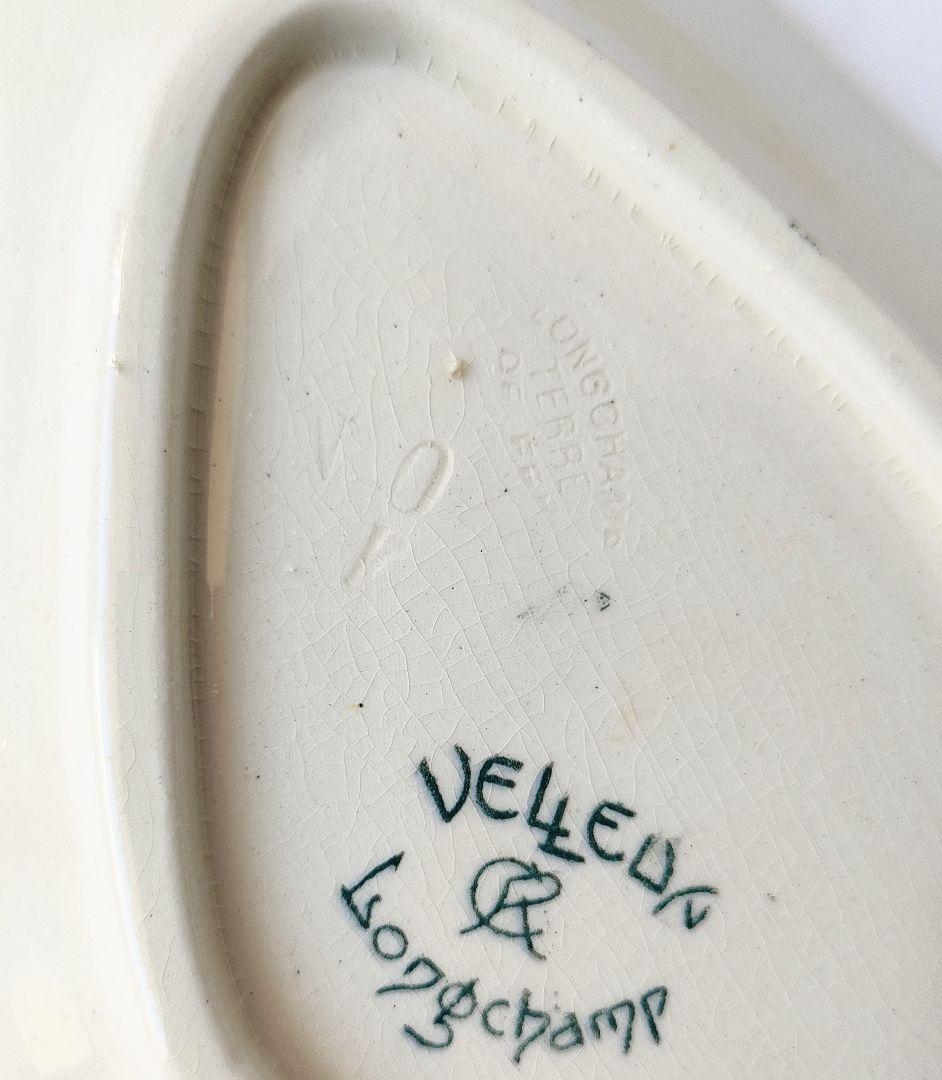 LONGCHAMP
TERRE
DE FER
VELLEDA
Longchamp